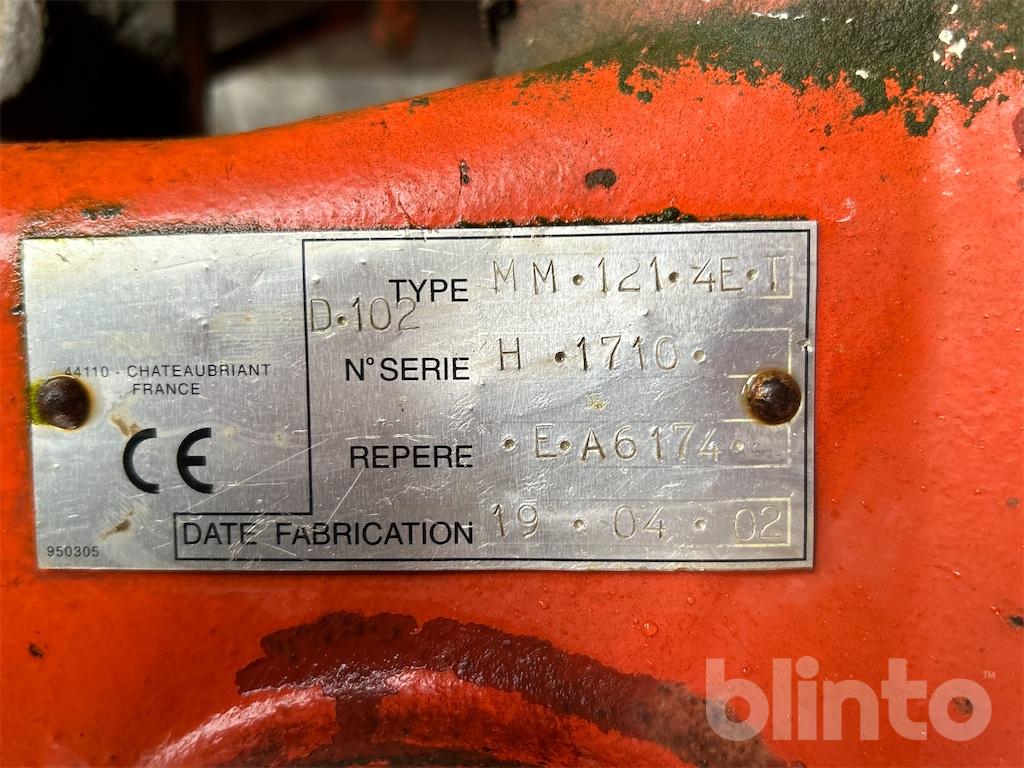 TYPE MM·121·4E·T
D·102
44110 - CHATEAUBRIANT
FRANCE
N° SERIE H·1710·
CE
REPERE ·E·A6174·
DATE FABRICATION 19·04·02
950305
blinto™